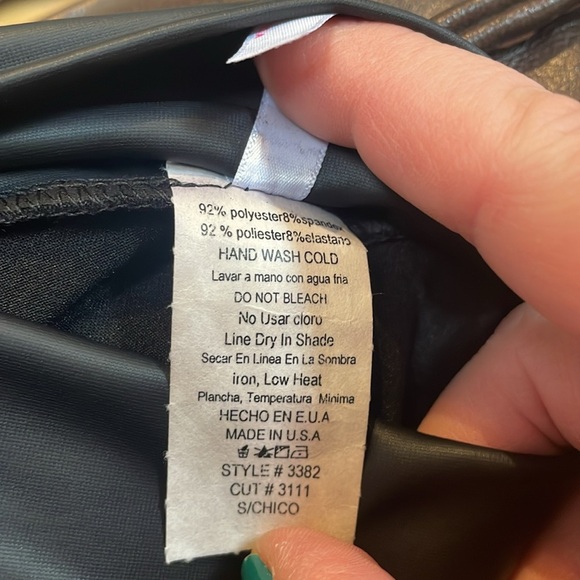 92% polyester8%spandex
92 % poliester8%elastano
HAND WASH COLD
Lavar a mano con agua fria
DO NOT BLEACH
No Usar cloro
Line Dry In Shade
Secar En Linea En La Sombra
iron, Low Heat
Plancha, Temperatura Minima
HECHO EN E.U.A
MADE IN U.S.A
STYLE # 3382
CUT # 3111
S/CHICO